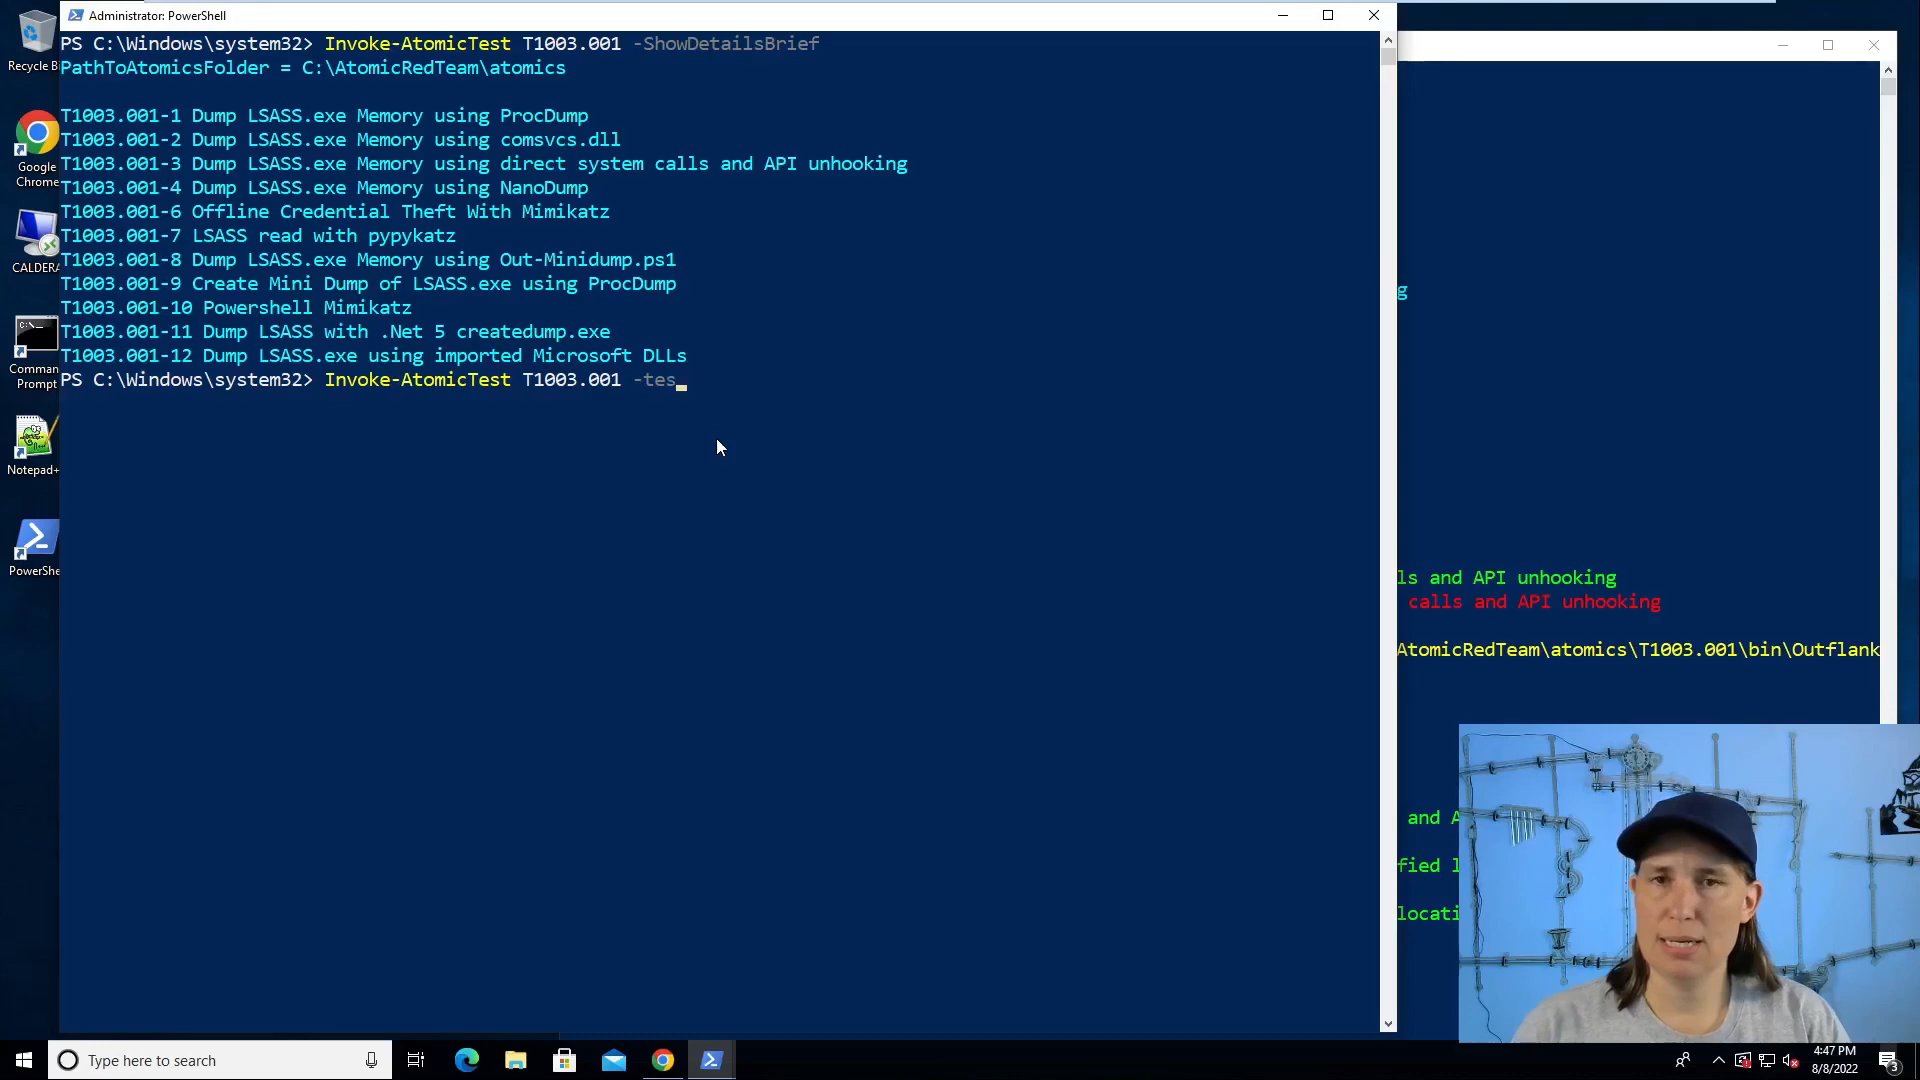 Administrator: PowerShell
PS C:\Windows\system32> Invoke-AtomicTest T1003.001 -ShowDetailsBrief
PathToAtomicsFolder = C:\AtomicRedTeam\atomics
T1003.001-1 Dump LSASS.exe Memory using ProcDump
T1003.001-2 Dump LSASS.exe Memory using comsvcs.dll
T1003.001-3 Dump LSASS.exe Memory using direct system calls and API unhooking
T1003.001-4 Dump LSASS.exe Memory using NanoDump
T1003.001-6 Offline Credential Theft With Mimikatz
T1003.001-7 LSASS read with pypykatz
T1003.001-8 Dump LSASS.exe Memory using Out-Minidump.ps1
T1003.001-9 Create Mini Dump of LSASS.exe using ProcDump
T1003.001-10 Powershell Mimikatz
T1003.001-11 Dump LSASS with .Net 5 createdump.exe
T1003.001-12 Dump LSASS.exe using imported Microsoft DLLs
PS C:\Windows\system32> Invoke-AtomicTest T1003.001 -tes_
Recycle Bi
Google
Chrome
CALDERA
C:\_
Comman
Prompt
Notepad+
PowerShe
g
ls and API unhooking
calls and API unhooking
AtomicRedTeam\atomics\T1003.001\bin\Outflank
and A
fied l
locati
Type here to search
4:47 PM
8/8/2022
3